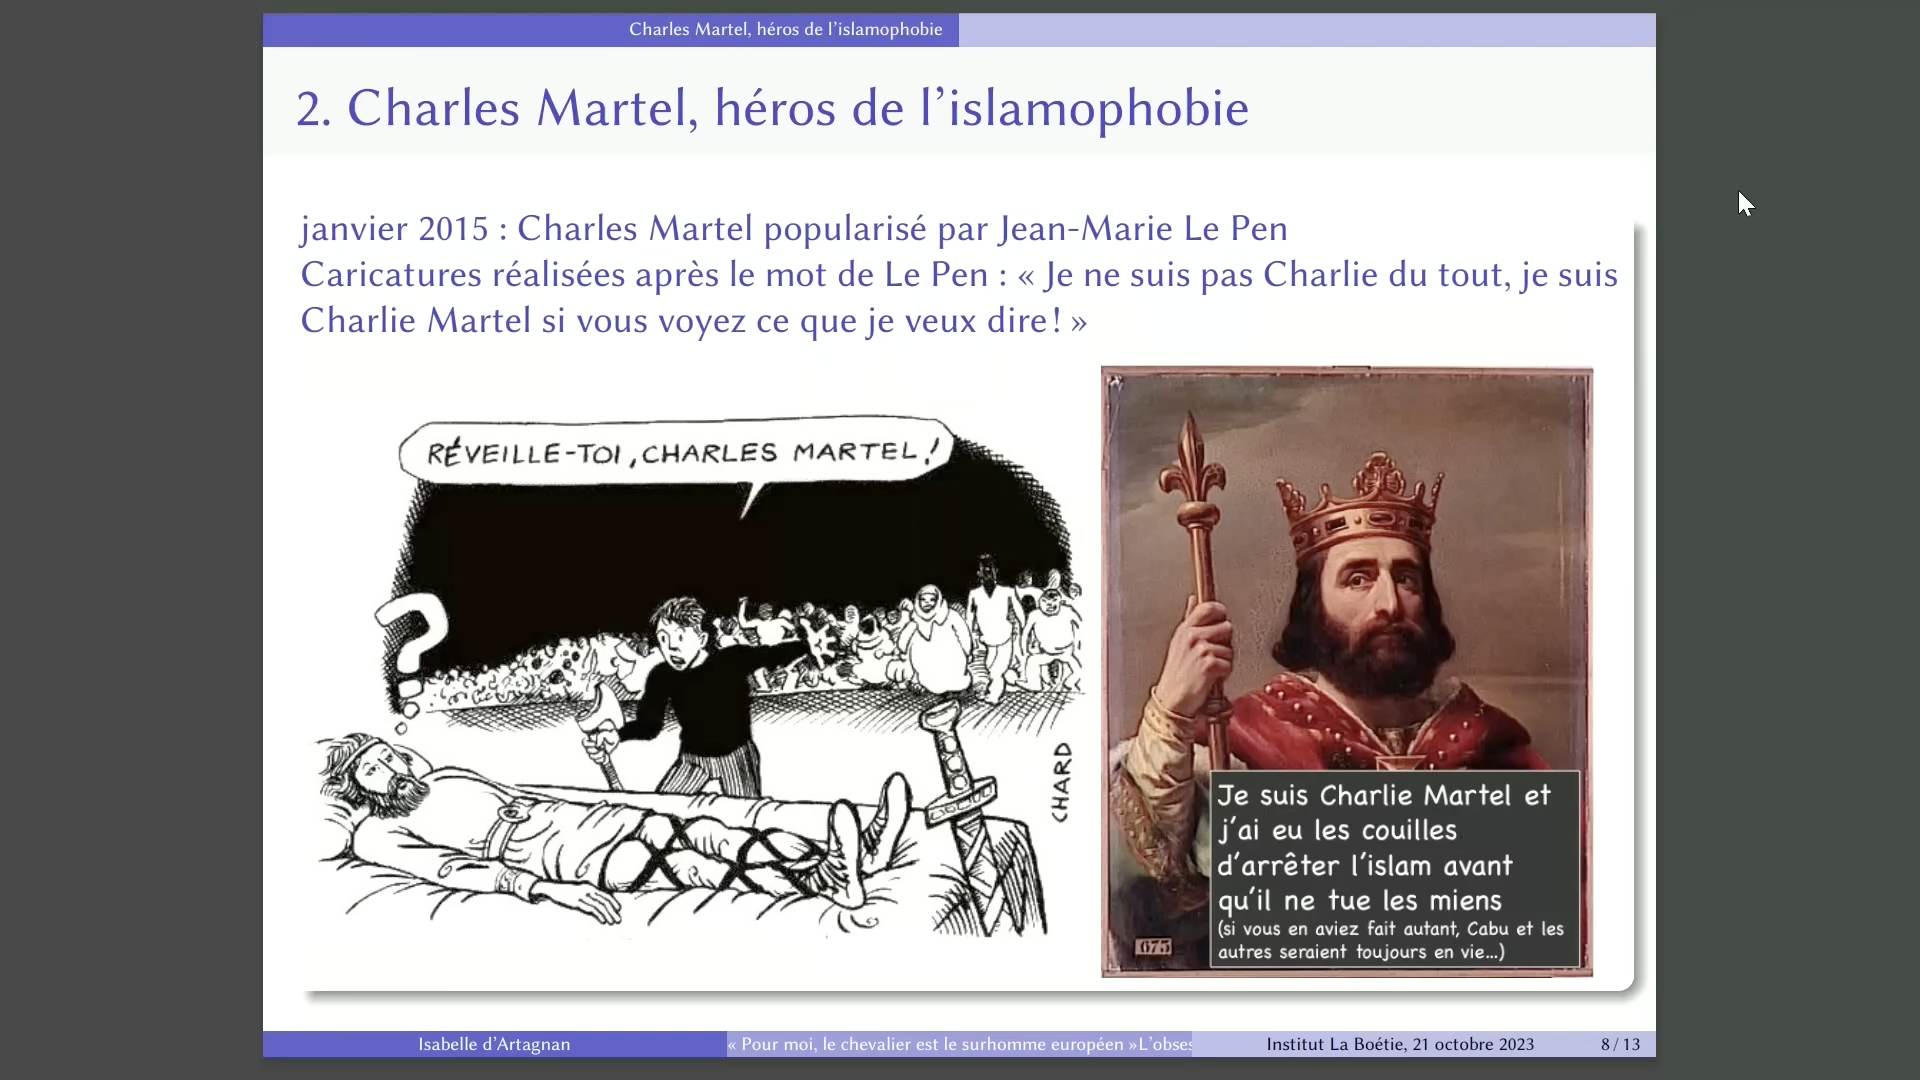 Charles Martel, héros de l’islamophobie
2. Charles Martel, héros de l’islamophobie
janvier 2015 : Charles Martel popularisé par Jean-Marie Le Pen
Caricatures réalisées après le mot de Le Pen : « Je ne suis pas Charlie du tout, je suis
Charlie Martel si vous voyez ce que je veux dire ! »
RÉVEILLE-TOI, CHARLES MARTEL !
?
CHARD
Je suis Charlie Martel et
j’ai eu les couilles
d’arrêter l’islam avant
qu’il ne tue les miens
(si vous en aviez fait autant, Cabu et les
autres seraient toujours en vie...)
673
Isabelle d’Artagnan
« Pour moi, le chevalier est le surhomme européen »L’obses
Institut La Boétie, 21 octobre 2023
8 / 13